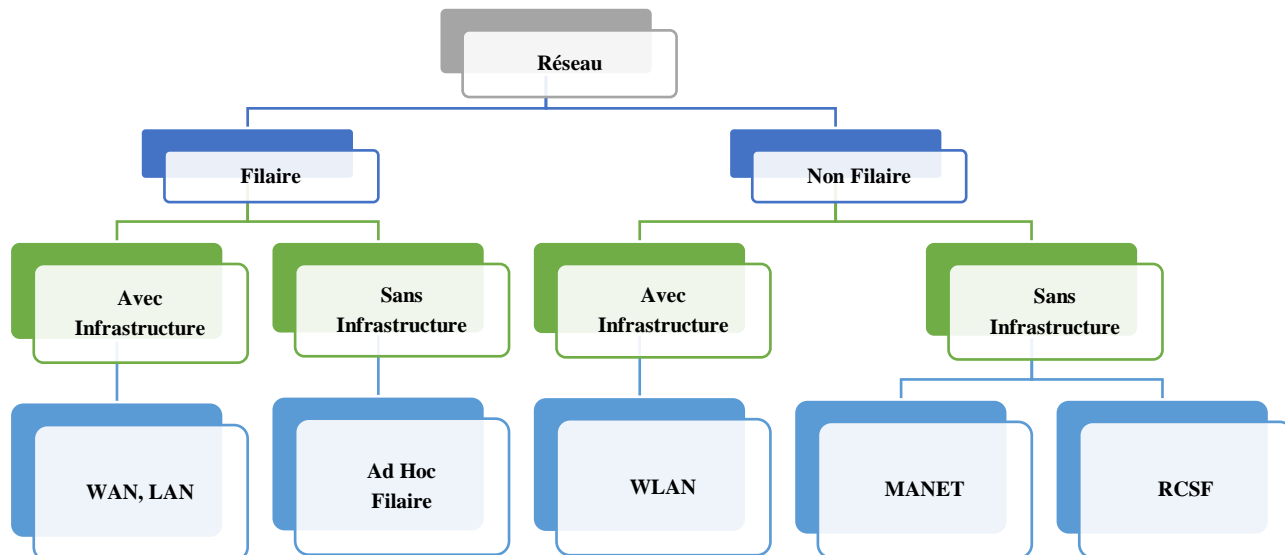 Réseau
Filaire
Non Filaire
Avec
Infrastructure
Sans
Infrastructure
Avec
Infrastructure
Sans
Infrastructure
WAN, LAN
Ad Hoc
Filaire
WLAN
MANET
RCSF